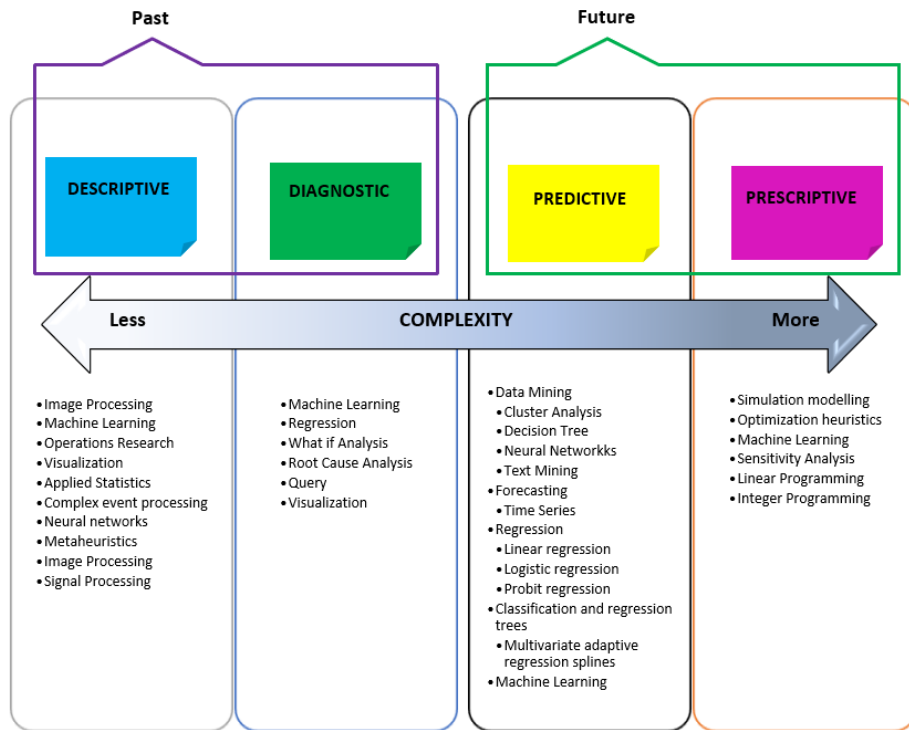 Past
Future
DESCRIPTIVE
DIAGNOSTIC
PREDICTIVE
PRESCRIPTIVE
Less
COMPLEXITY
More
•Image Processing
•Machine Learning
•Operations Research
•Visualization
•Applied Statistics
•Complex event processing
•Neural networks
•Metaheuristics
•Image Processing
•Signal Processing
•Machine Learning
•Regression
•What if Analysis
•Root Cause Analysis
•Query
•Visualization
•Data Mining
•Cluster Analysis
•Decision Tree
•Neural Networkks
•Text Mining
•Forecasting
•Time Series
•Regression
•Linear regression
•Logistic regression
•Probit regression
•Classification and regression
trees
•Multivariate adaptive
regression splines
•Machine Learning
•Simulation modelling
•Optimization heuristics
•Machine Learning
•Sensitivity Analysis
•Linear Programming
•Integer Programming